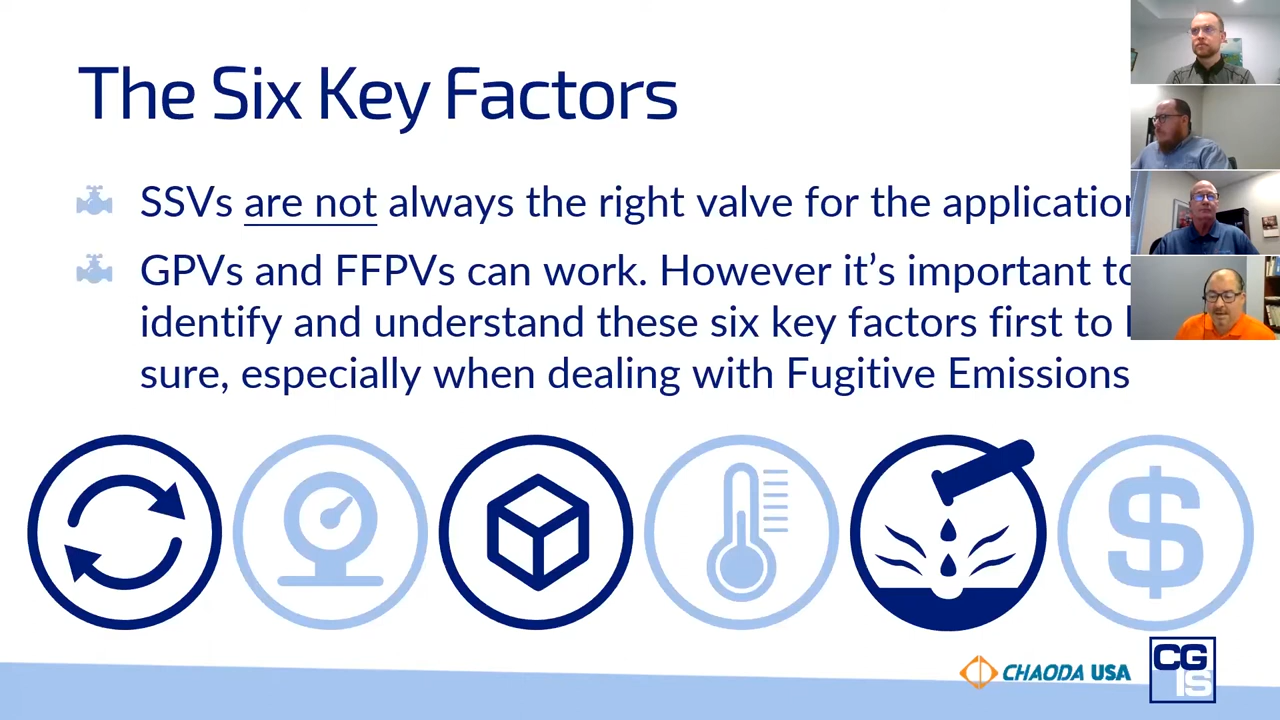 The Six Key Factors
SSVs are not always the right valve for the application
GPVs and FFPVs can work. However it's important to
identify and understand these six key factors first to
sure, especially when dealing with Fugitive Emissions
$
CHAODA USA
CG
IS